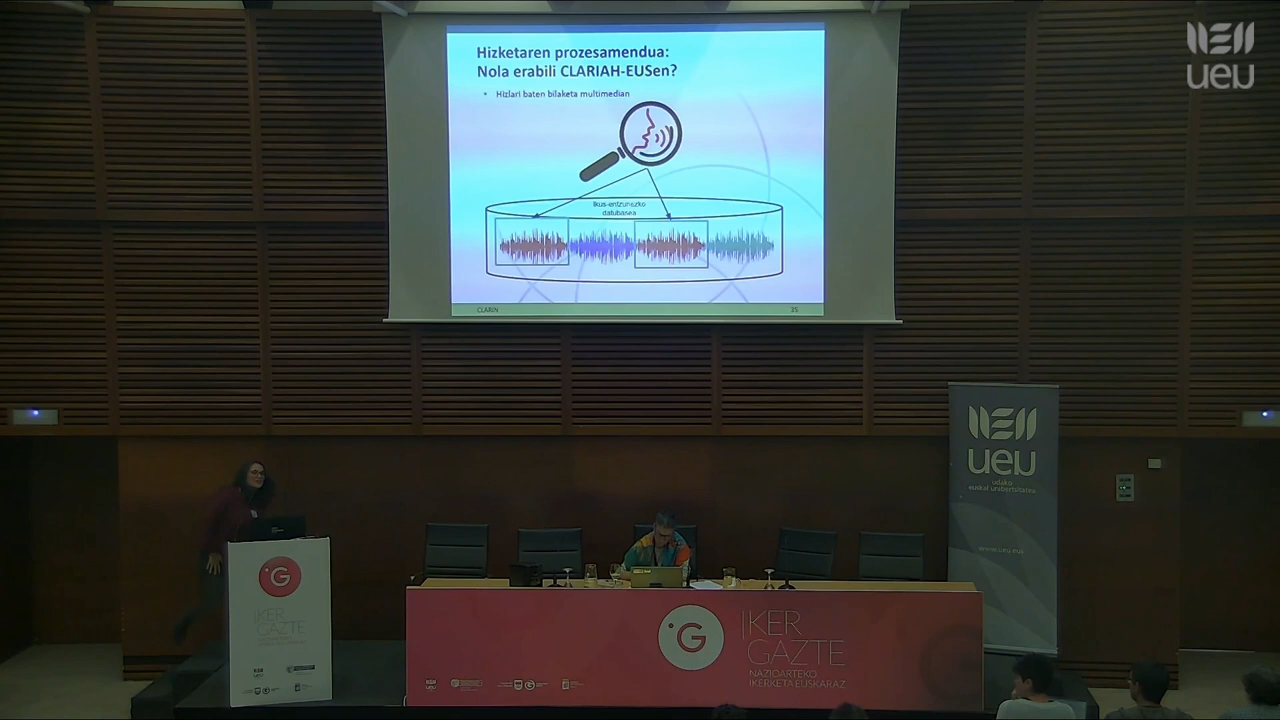 Hizketaren prozesamendua:
Nola erabili CLARIAH-EUSen?
• Hizlari baten bilaketa multimedian
Ikus-entzunezko
datubasea
CLARIN
35
ueu
ueu
udako
euskal unibertsitatea
www.ueu.eus
G
IKER
GAZTE
G
IKER
GAZTE
NAZIOARTEKO
IKERKETA EUSKARAZ